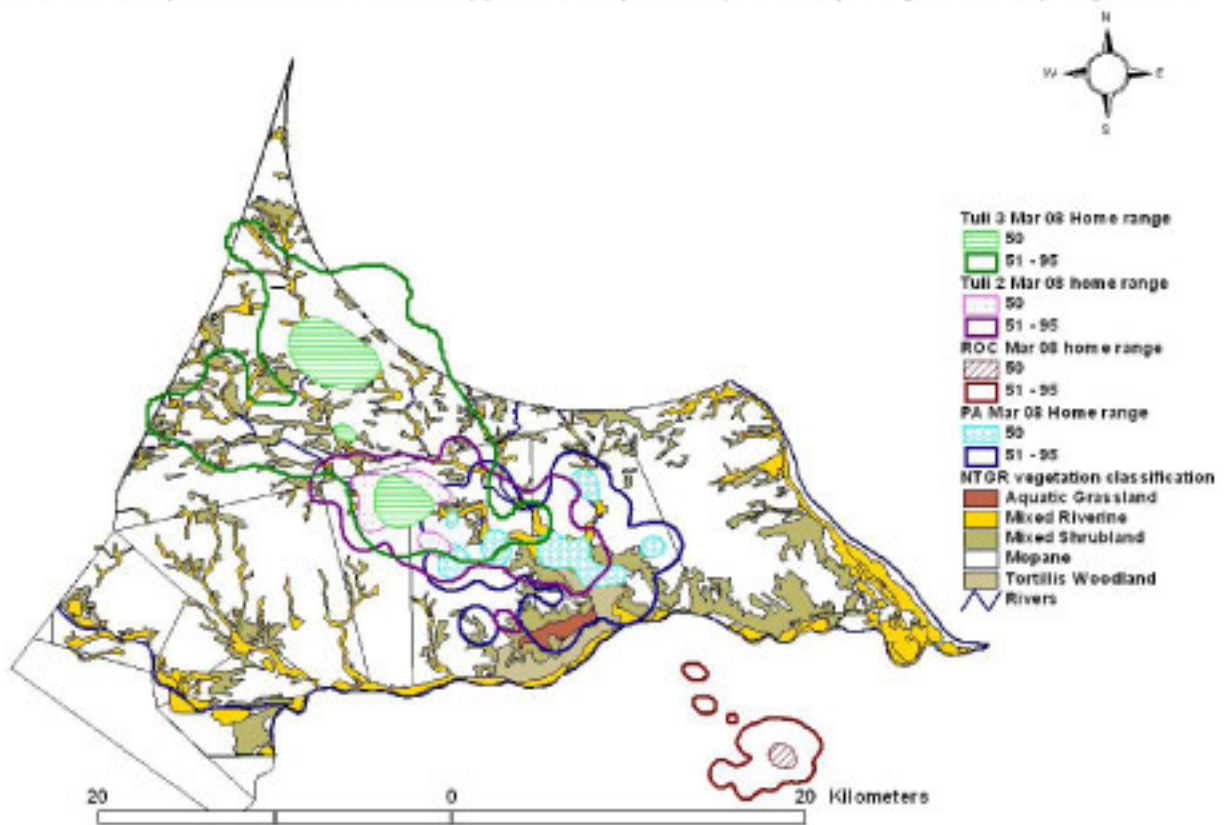 N
W E
S
Tuli 3 Mar 08 Home range
50
51 - 95
Tuli 2 Mar 08 home range
50
51 - 95
ROC Mar 08 home range
50
51 - 95
PA Mar 08 Home range
50
51 - 95
NTGR vegetation classification
Aquatic Grassland
Mixed Riverine
Mixed Shrubland
Mopane
Tortilis Woodland
Rivers
20 0 20 Kilometers